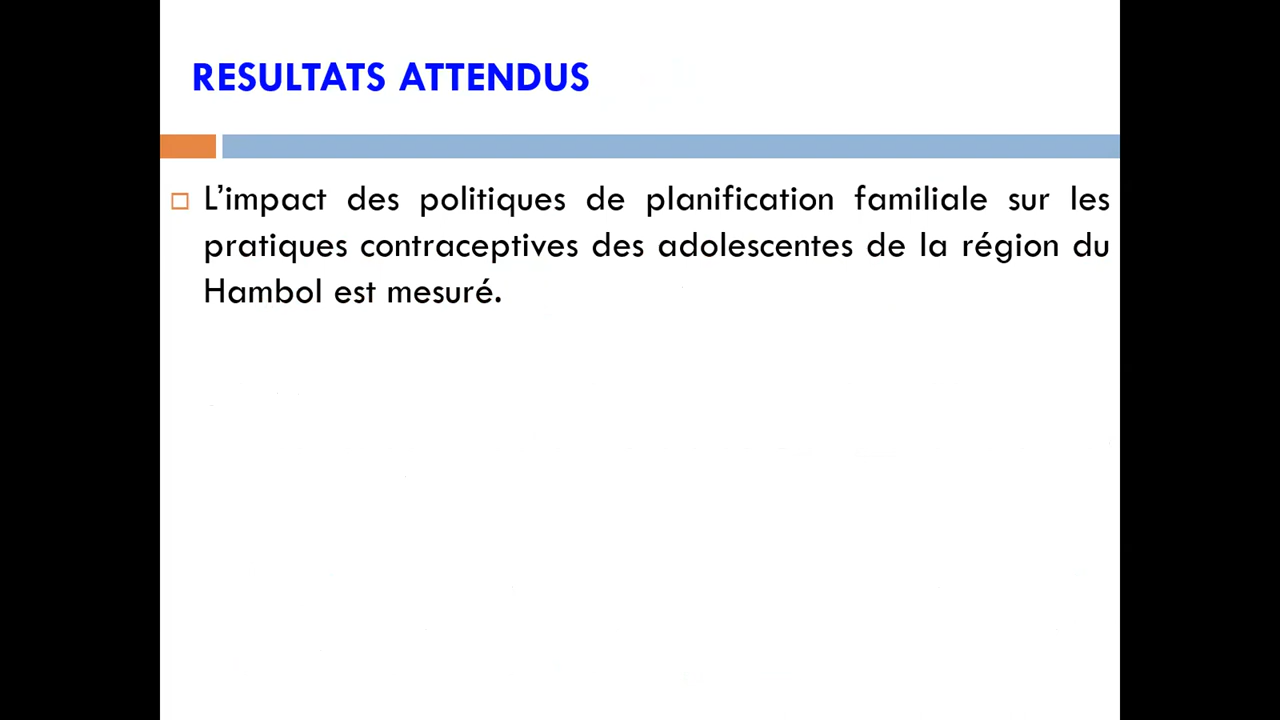 RESULTATS ATTENDUS
L’impact des politiques de planification familiale sur les
pratiques contraceptives des adolescentes de la région du
Hambol est mesuré.